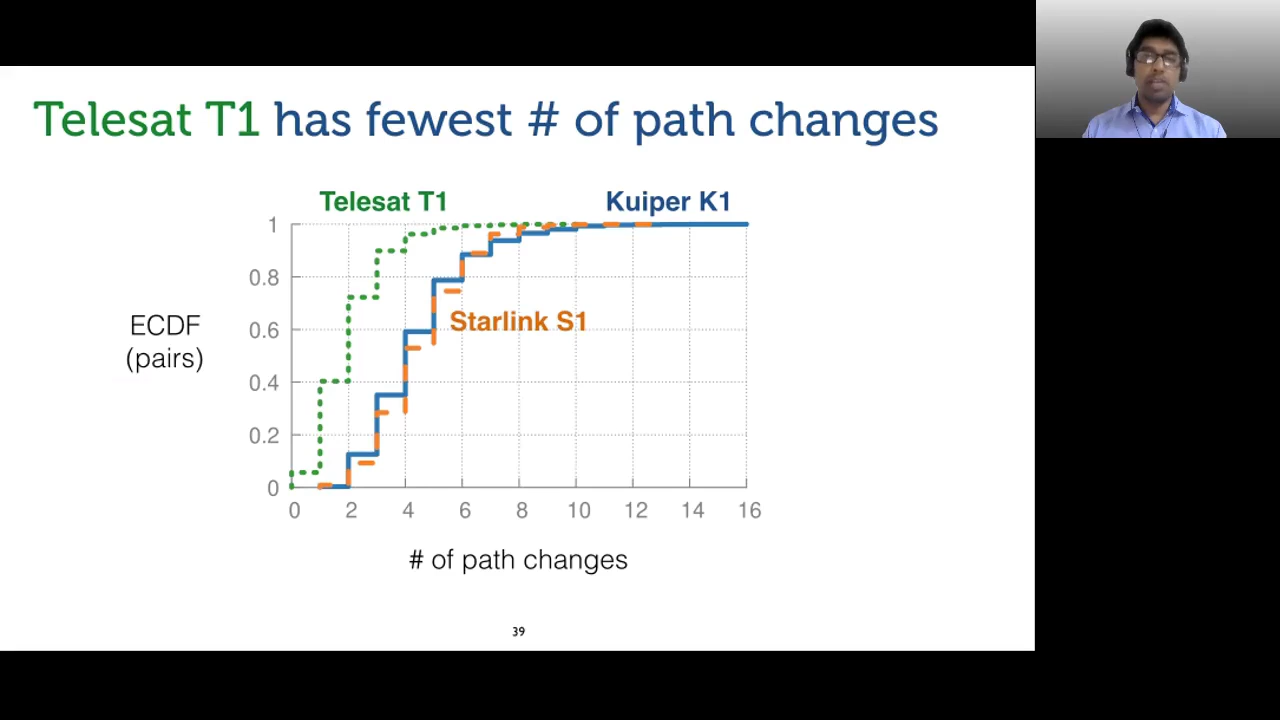 Telesat T1 has fewest # of path changes
Telesat T1
Kuiper K1
1
0.8
0.6
0.4
0.2
0
ECDF
(pairs)
Starlink S1
0 2 4 6 8 10 12 14 16
# of path changes
39